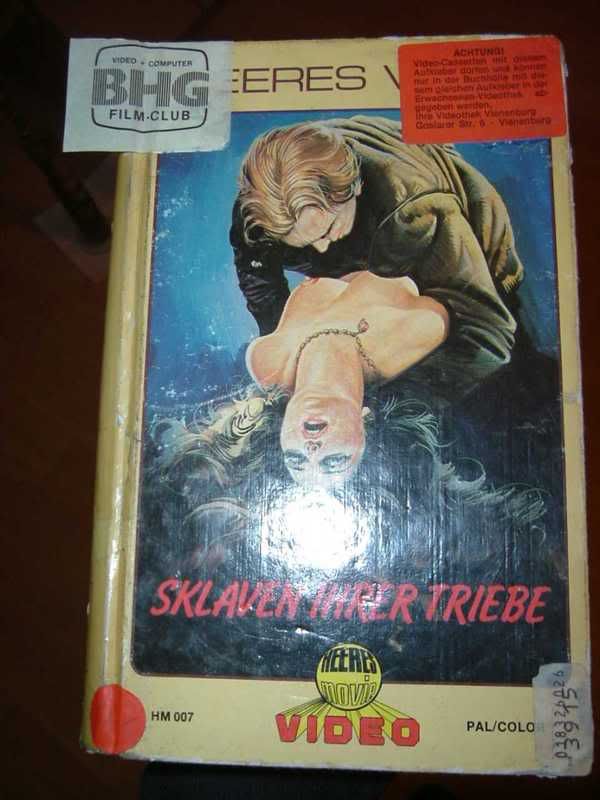 VIDEO + COMPUTER
BHG
FILM-CLUB
EERES V
ACHTUNG!
Video-Cassetten mit diesem
Aufkleber dürfen und können
nur in der Buchhülle mit die-
sem gleichen Aufkleber in der
Erwachsenen-Videothek ab-
gegeben werden.
Ihre Videothek Vienenburg
Goslarer Str. 6 - Vienenburg
SKLAVEN IHRER TRIEBE
HEERES
movie
VIDEO
HM 007
PAL/COLOR
3995